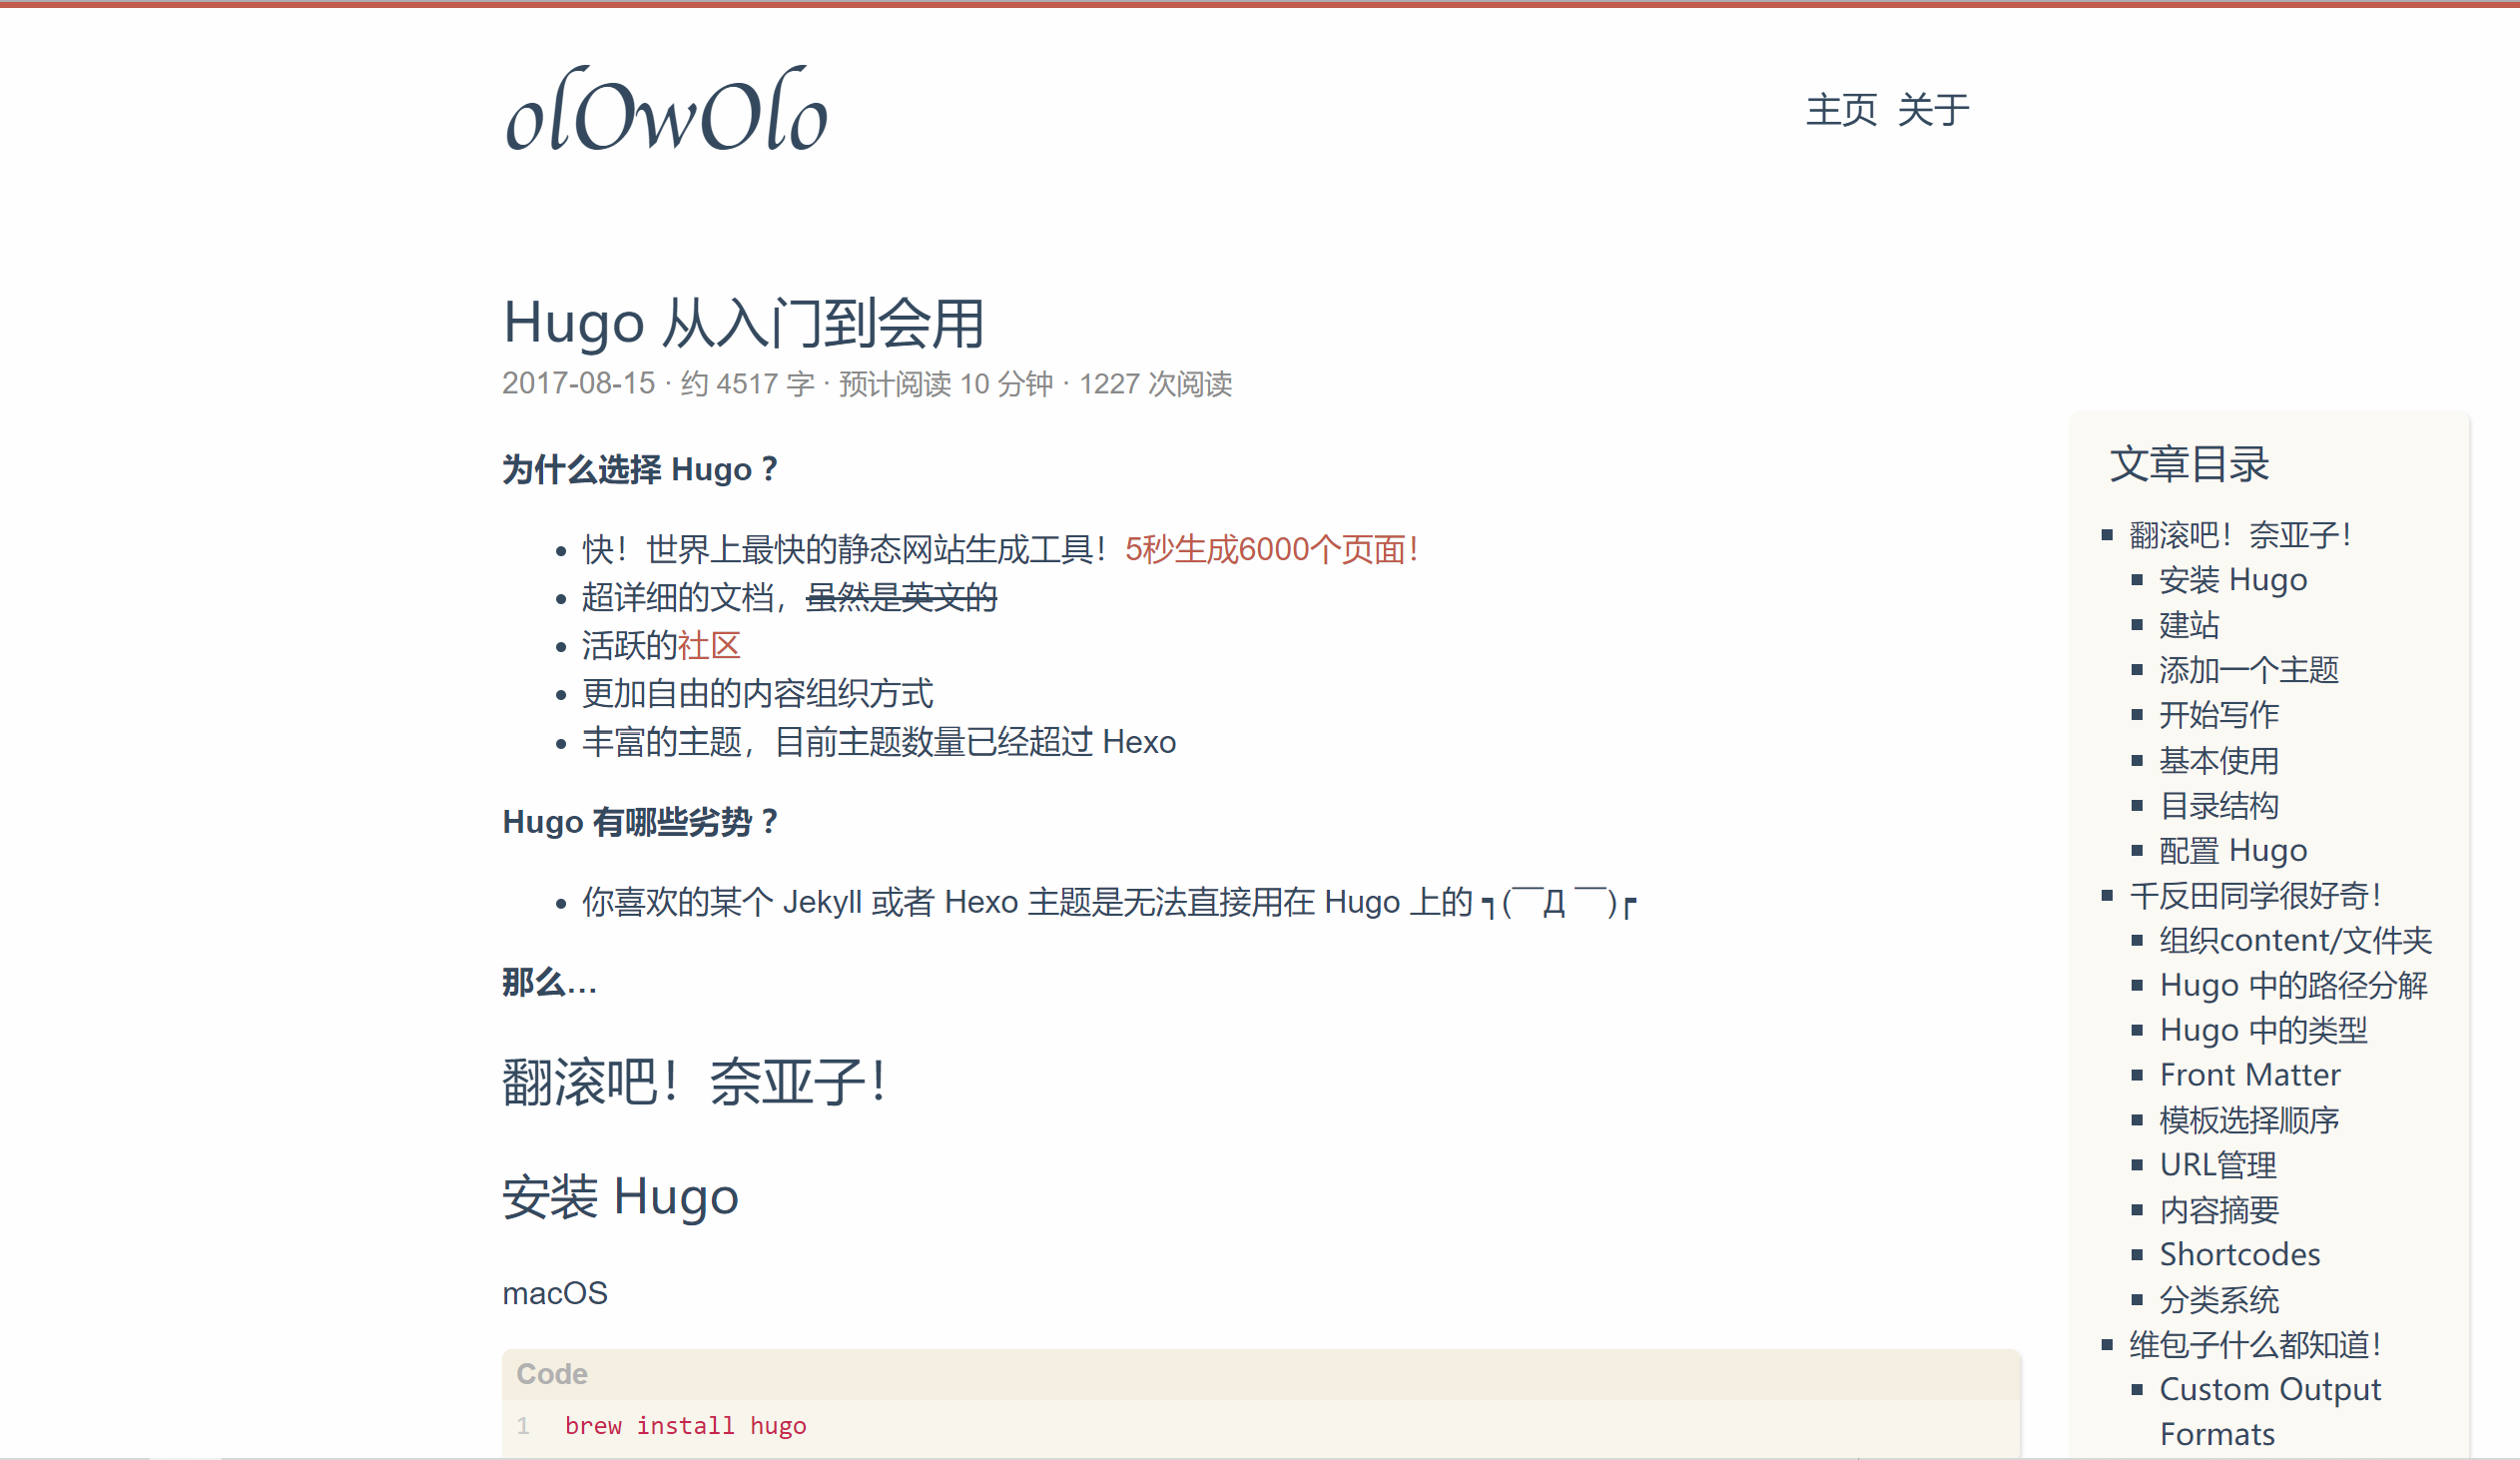 olOwOlo
主页 关于
Hugo 从入门到会用
2017-08-15 · 约 4517 字 · 预计阅读 10 分钟 · 1227 次阅读
为什么选择 Hugo？
快！世界上最快的静态网站生成工具！5秒生成6000个页面！
超详细的文档，虽然是英文的
活跃的社区
更加自由的内容组织方式
丰富的主题，目前主题数量已经超过 Hexo
Hugo 有哪些劣势？
你喜欢的某个 Jekyll 或者 Hexo 主题是无法直接用在 Hugo 上的 ┑(￣Д ￣)┍
那么…
翻滚吧！奈亚子！
安装 Hugo
macOS
Code
1 brew install hugo
文章目录
翻滚吧！奈亚子！
安装 Hugo
建站
添加一个主题
开始写作
基本使用
目录结构
配置 Hugo
千反田同学很好奇！
组织content/文件夹
Hugo 中的路径分解
Hugo 中的类型
Front Matter
模板选择顺序
URL管理
内容摘要
Shortcodes
分类系统
维包子什么都知道！
Custom Output
Formats